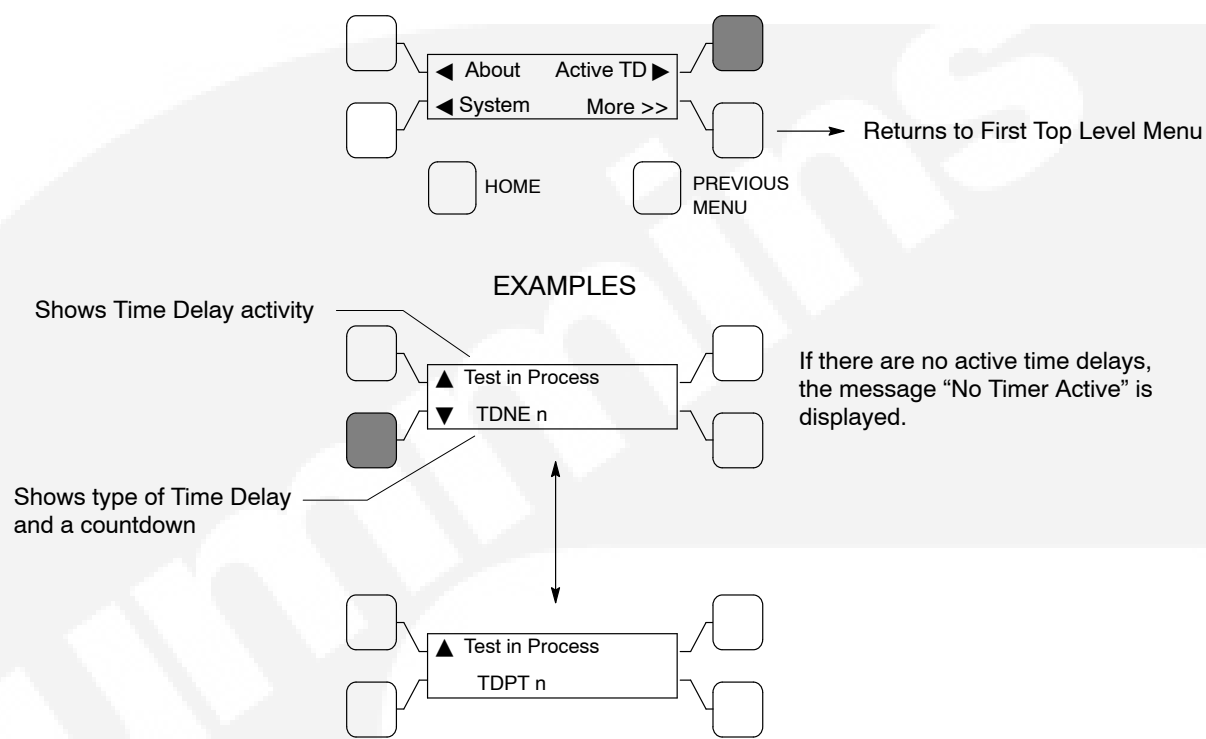 ◀ About Active TD ▶
◀ System More >>
Returns to First Top Level Menu
HOME
PREVIOUS
MENU
EXAMPLES
Shows Time Delay activity
▲ Test in Process
▼ TDNE n
If there are no active time delays,
the message “No Timer Active” is
displayed.
Shows type of Time Delay
and a countdown
▲ Test in Process
TDPT n